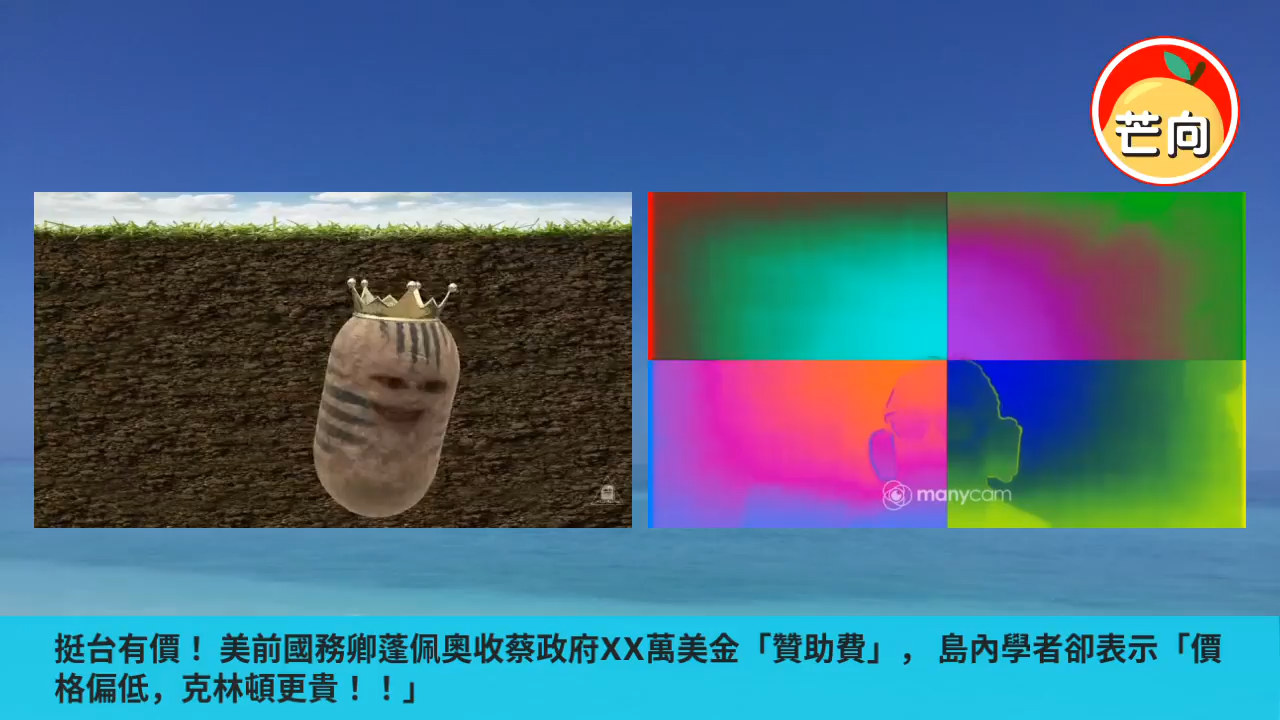 芒向
manycam
挺台有價！ 美前國務卿蓬佩奧收蔡政府XX萬美金「贊助費」， 島內學者卻表示「價
格偏低，克林頓更貴！！」